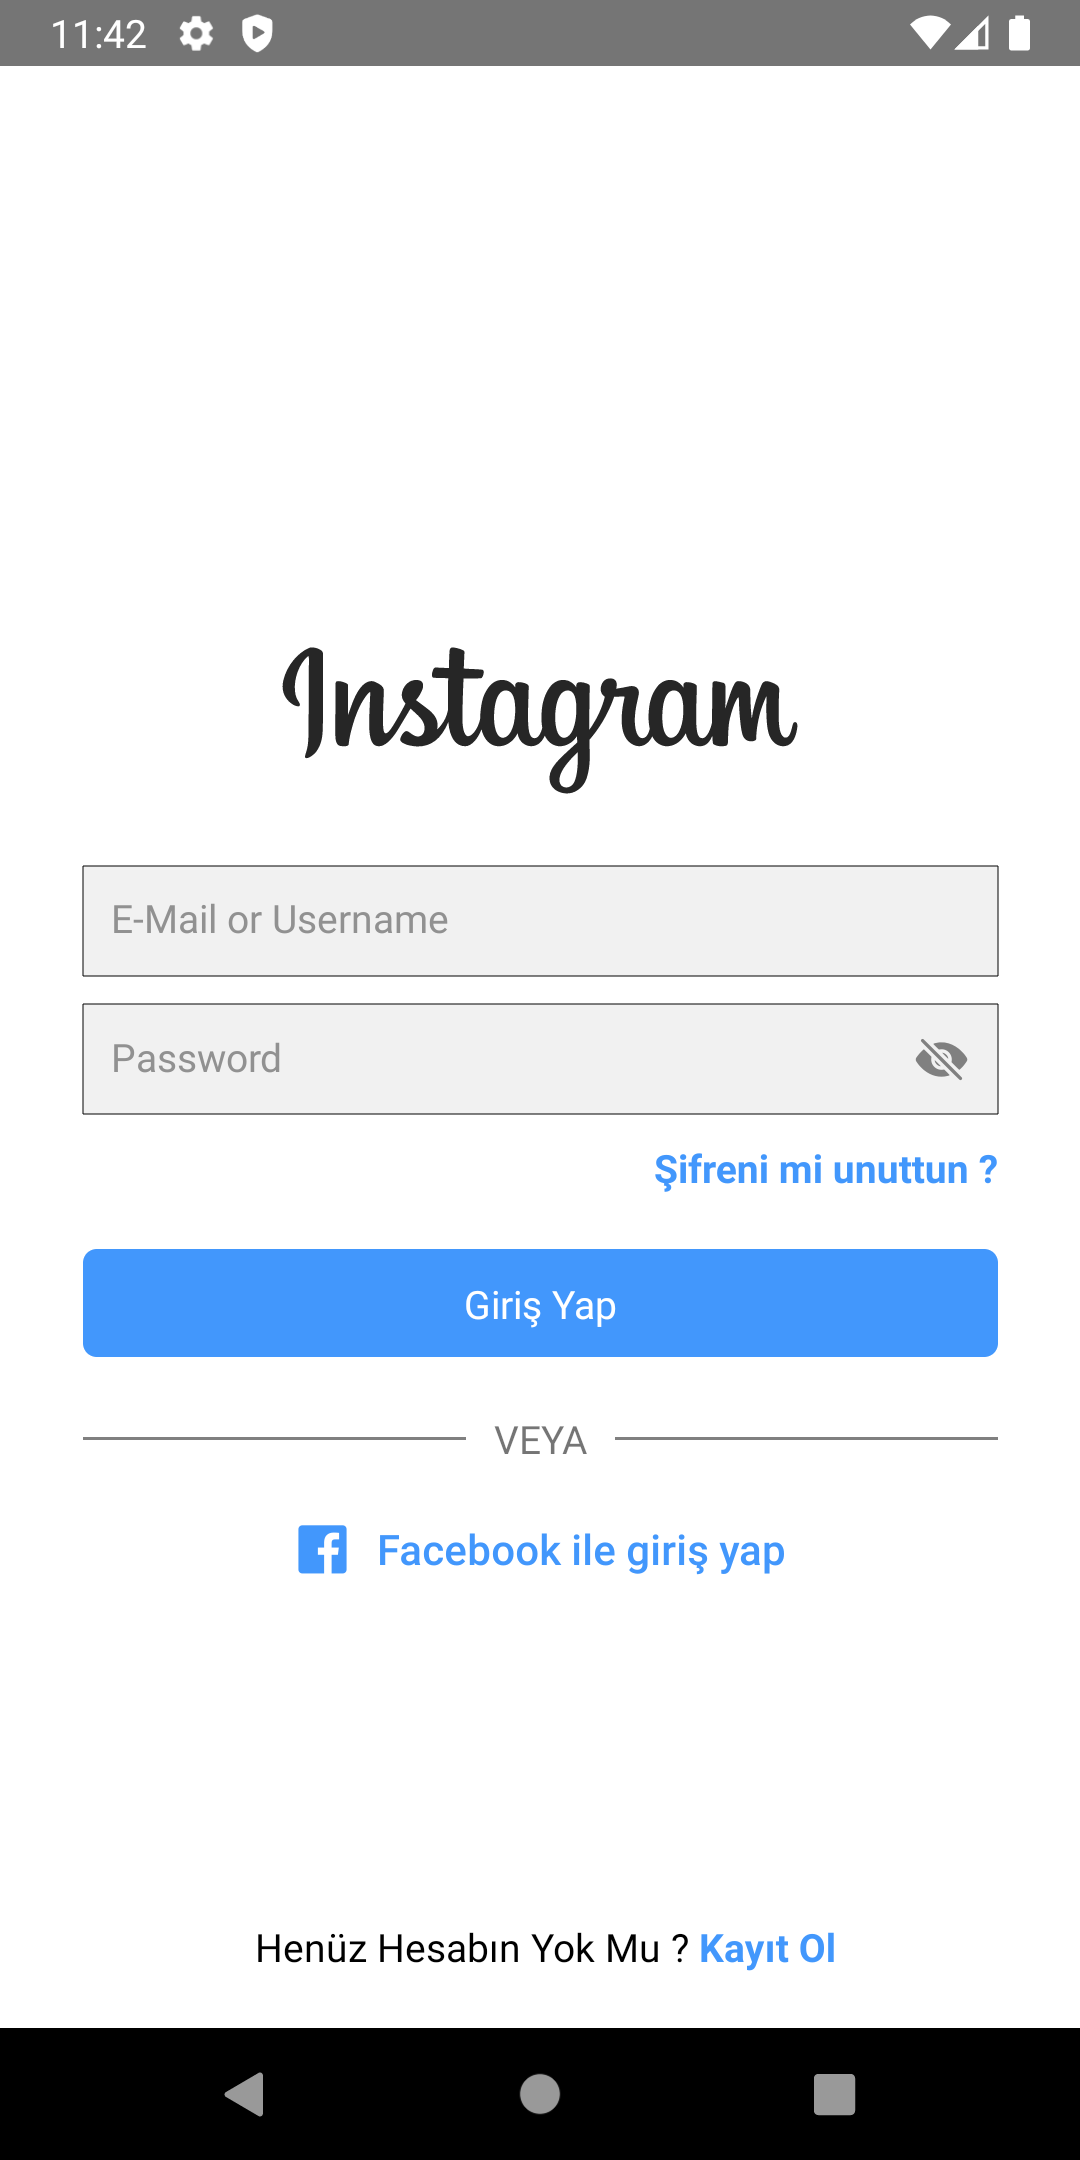 11:42
Instagram
E-Mail or Username
Password
Şifreni mi unuttun ?
Giriş Yap
VEYA
Facebook ile giriş yap
Henüz Hesabın Yok Mu ? Kayıt Ol